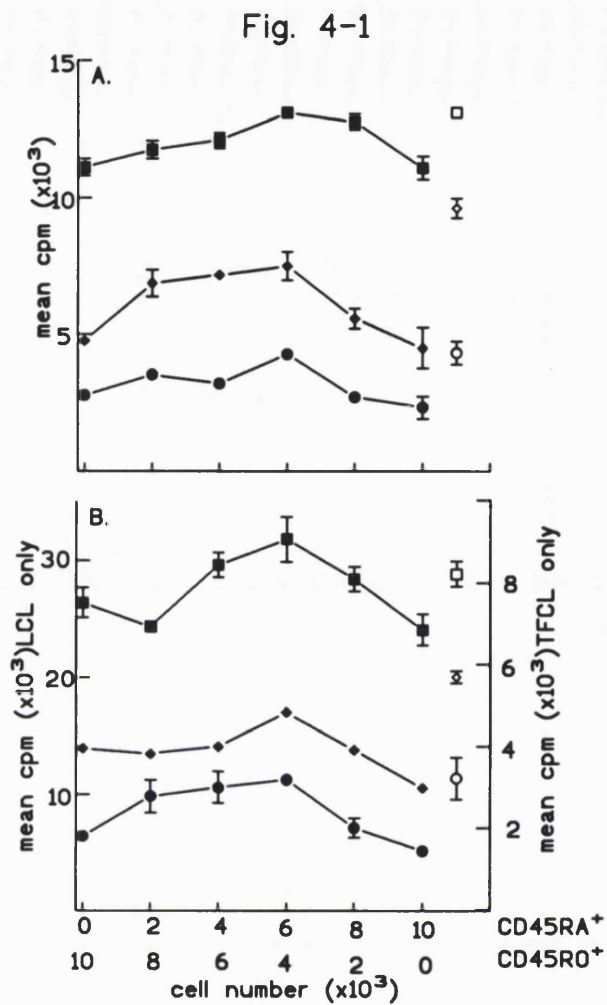 Fig. 4-1
A.
15
10
5
mean cpm (x10³)
B.
30
20
10
mean cpm (x10³)LCL only
8
6
4
2
mean cpm (x10³)TFCL only
0 2 4 6 8 10 CD45RA⁺
10 8 6 4 2 0 CD45RO⁺
cell number (x10³)